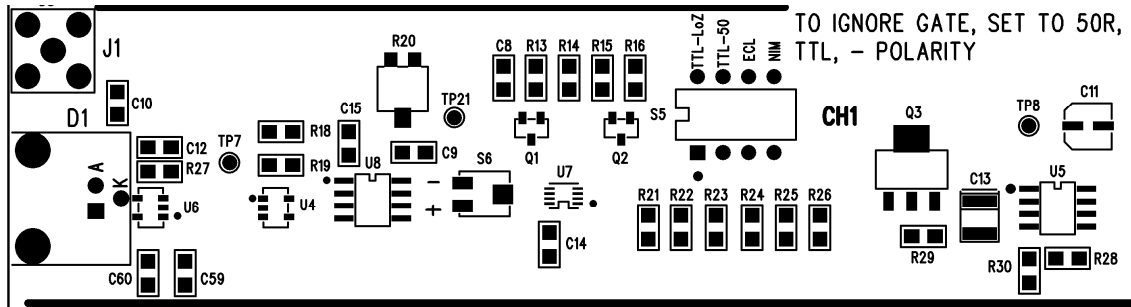 TO IGNORE GATE, SET TO 50R,
TTL, - POLARITY
J1
R20
C8
R13
R14
R15
R16
TTL-LoZ
TTL-50
ECL
NIM
C10
D1
C15
TP21
S5
CH1
Q3
TP8
C11
C12
TP7
R18
R27
R19
U8
C9
S6
Q1
Q2
U7
A
K
U6
U4
-
+
R21
R22
R23
R24
R25
R26
C13
U5
C14
R29
R30
R28
C60
C59